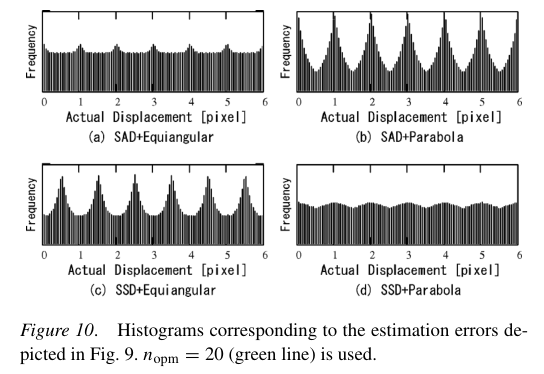 Frequency
Frequency
0 1 2 3 4 5 6
0 1 2 3 4 5 6
Actual Displacement [pixel]
Actual Displacement [pixel]
(a) SAD+Equiangular
(b) SAD+Parabola
Frequency
Frequency
0 1 2 3 4 5 6
0 1 2 3 4 5 6
Actual Displacement [pixel]
Actual Displacement [pixel]
(c) SSD+Equiangular
(d) SSD+Parabola
Figure 10. Histograms corresponding to the estimation errors de-
picted in Fig. 9. nopm = 20 (green line) is used.